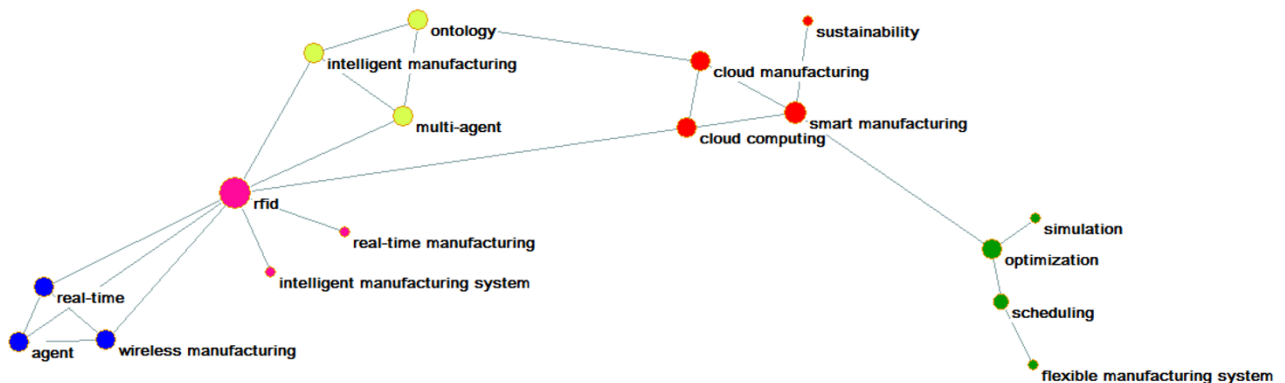 ontology
sustainability
intelligent manufacturing
cloud manufacturing
multi-agent
smart manufacturing
cloud computing
rfid
real-time manufacturing
simulation
optimization
intelligent manufacturing system
real-time
scheduling
agent
wireless manufacturing
flexible manufacturing system